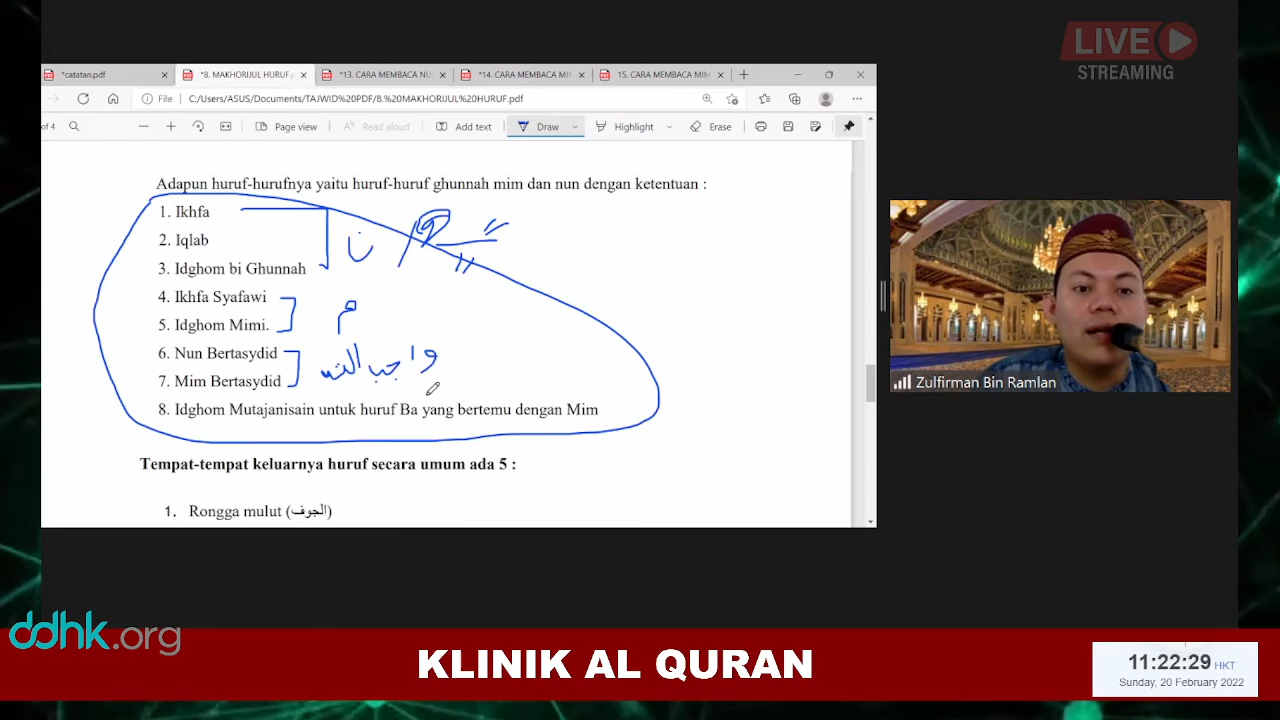 LIVE
STREAMING
*catatan.pdf
*8. MAKHORIJUL HURUF.p
*13. CARA MEMBACA NU
*14. CARA MEMBACA MIM
15. CARA MEMBACA MIM
File
C:/Users/ASUS/Documents/TAJWID%20PDF/8.%20MAKHORIJUL%20HURUF.pdf
of 4
Page view
Read aloud
Add text
Draw
Highlight
Erase
Adapun huruf-hurufnya yaitu huruf-huruf ghunnah mim dan nun dengan ketentuan :
1. Ikhfa
2. Iqlab
3. Idghom bi Ghunnah
ن
4. Ikhfa Syafawi
5. Idghom Mimi.
م
6. Nun Bertasydid
7. Mim Bertasydid
واجب
8. Idghom Mutajanisain untuk huruf Ba yang bertemu dengan Mim
Tempat-tempat keluarnya huruf secara umum ada 5 :
1. Rongga mulut (الجوف)
Zulfirman Bin Ramlan
ddhk.org
KLINIK AL QURAN
11:22:29 HKT
Sunday, 20 February 2022